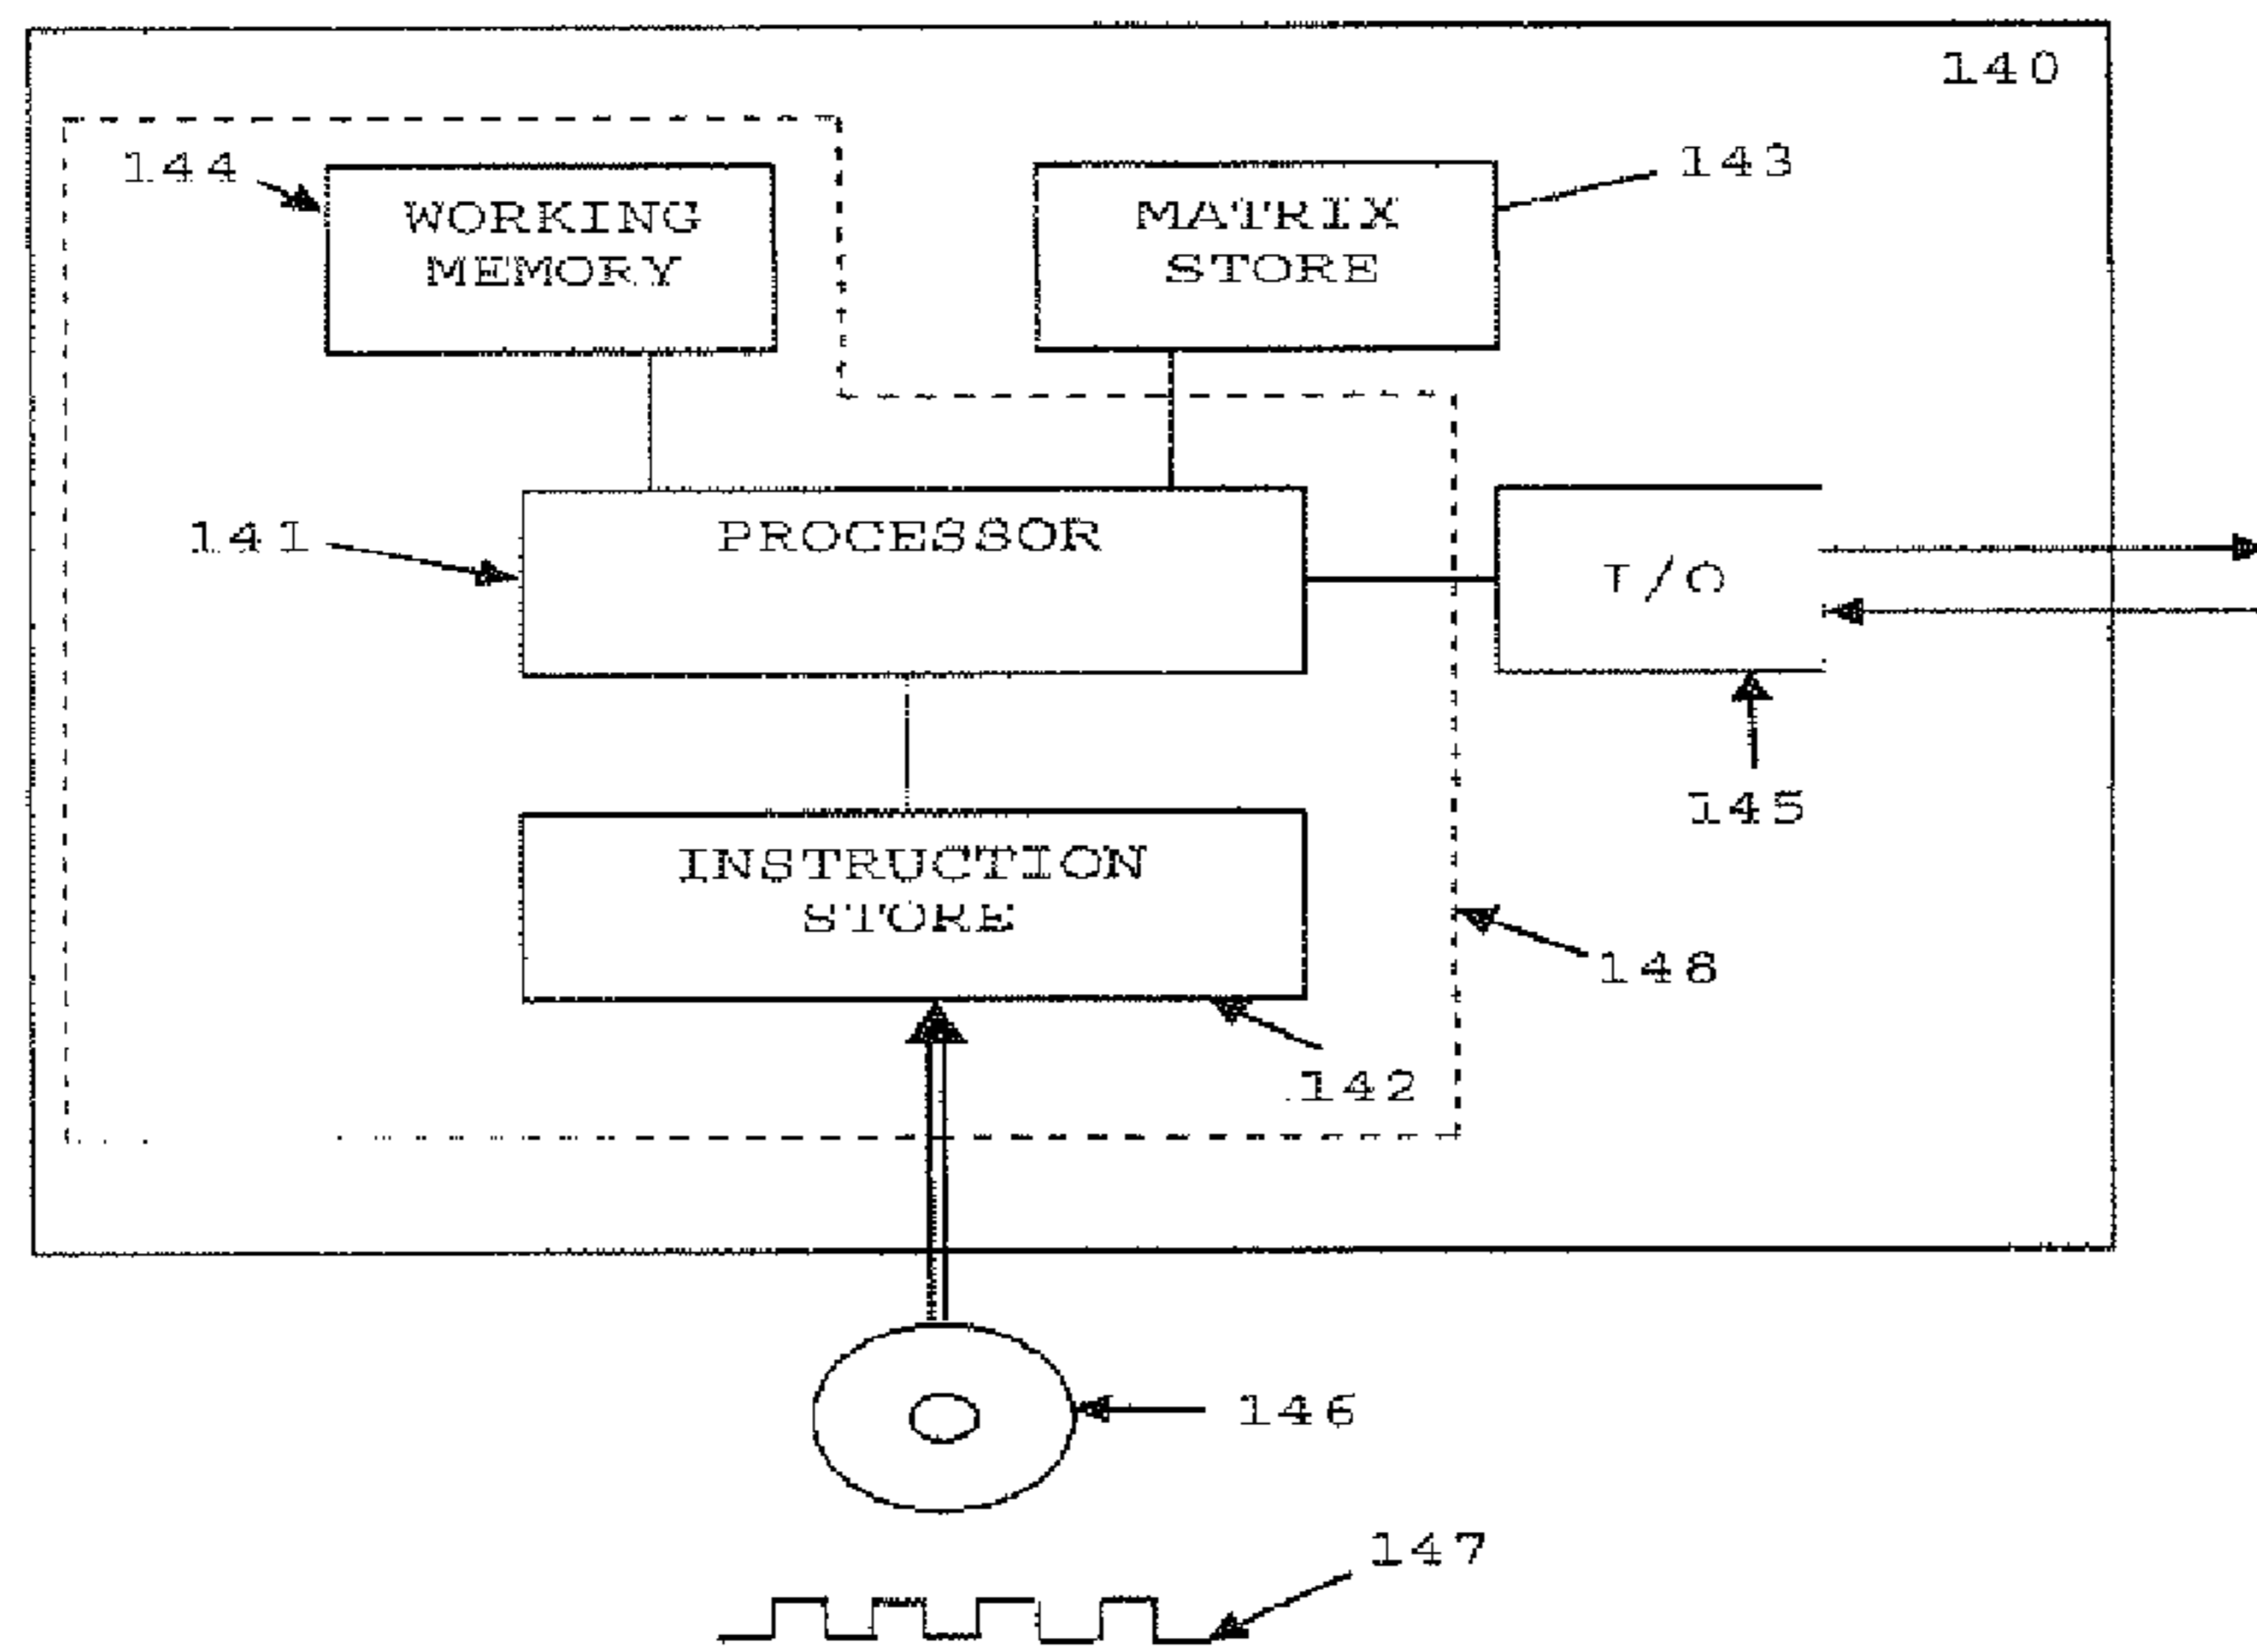 140
144
WORKING
MEMORY
MATRIX
STORE
143
141
PROCESSOR
I/O
145
INSTRUCTION
STORE
148
142
146
147